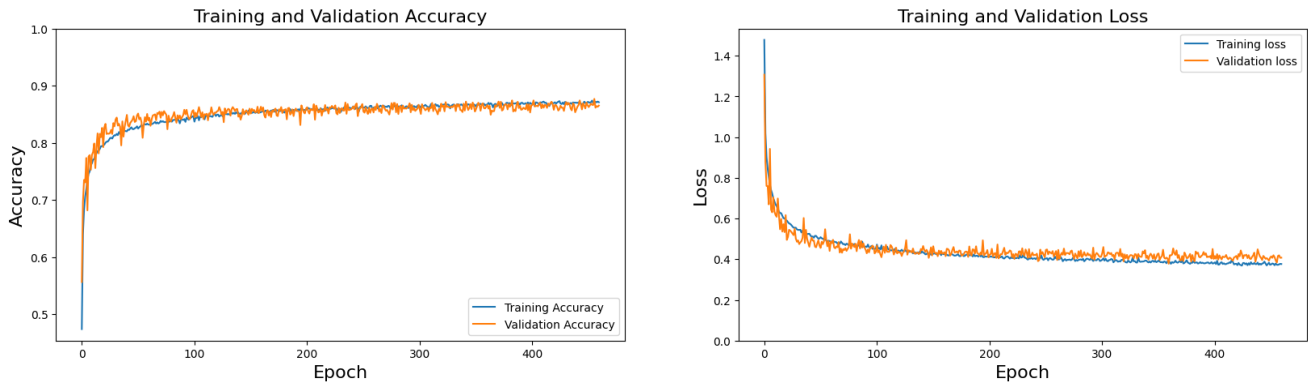 Training and Validation Accuracy
1.0
0.9
0.8
0.7
0.6
0.5
Accuracy
0
100
200
300
400
Epoch
Training Accuracy
Validation Accuracy
Training and Validation Loss
1.4
1.2
1.0
0.8
0.6
0.4
0.2
0.0
Loss
0
100
200
300
400
Epoch
Training loss
Validation loss